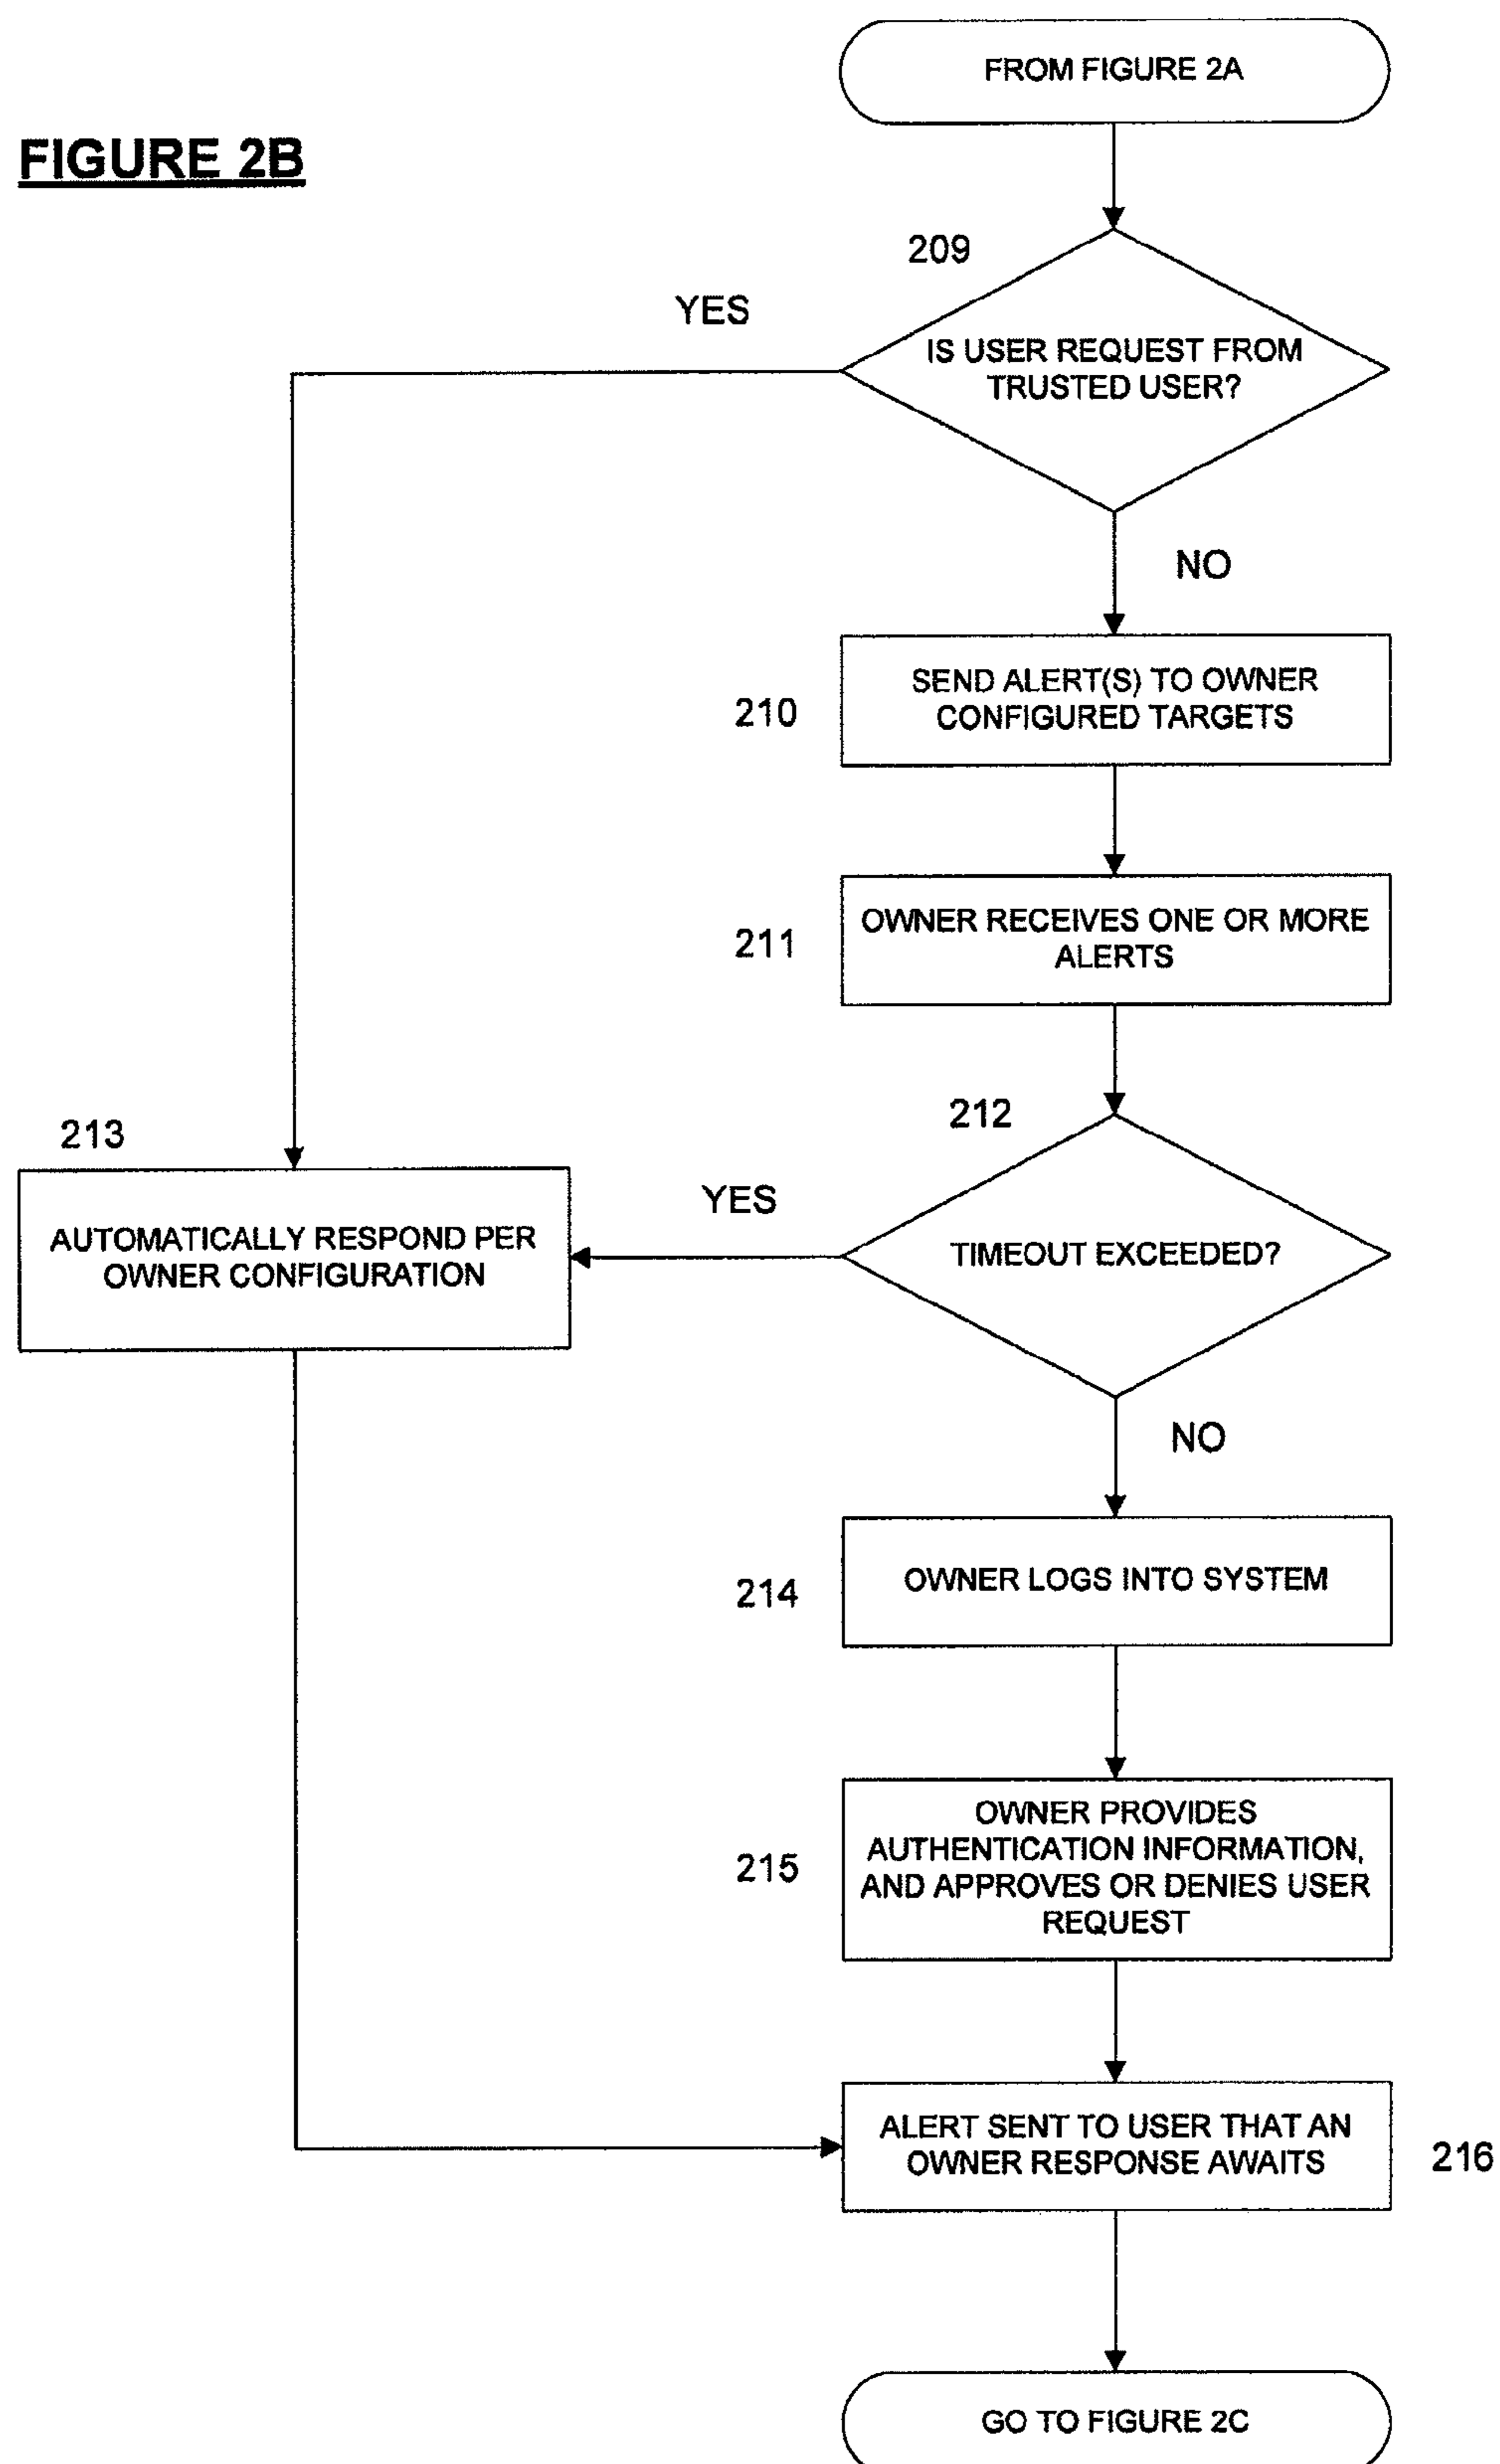 FROM FIGURE 2A
FIGURE 2B
209
YES
IS USER REQUEST FROM
TRUSTED USER?
NO
210
SEND ALERT(S) TO OWNER
CONFIGURED TARGETS
211
OWNER RECEIVES ONE OR MORE
ALERTS
212
213
YES
AUTOMATICALLY RESPOND PER
OWNER CONFIGURATION
TIMEOUT EXCEEDED?
NO
214
OWNER LOGS INTO SYSTEM
215
OWNER PROVIDES
AUTHENTICATION INFORMATION,
AND APPROVES OR DENIES USER
REQUEST
ALERT SENT TO USER THAT AN
OWNER RESPONSE AWAITS
216
GO TO FIGURE 2C